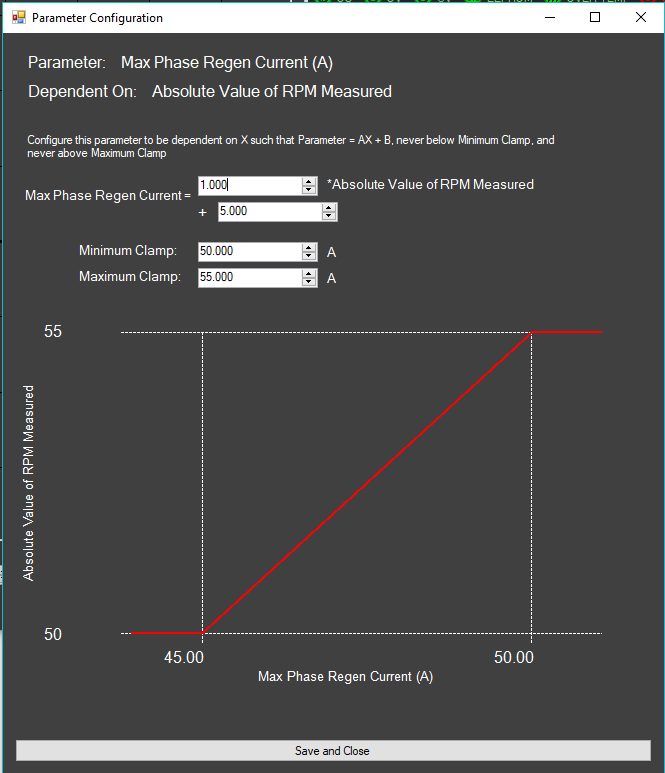 Parameter Configuration
Parameter: Max Phase Regen Current (A)
Dependent On: Absolute Value of RPM Measured
Configure this parameter to be dependent on X such that Parameter = AX + B, never below Minimum Clamp, and
never above Maximum Clamp
Max Phase Regen Current = 1.000 *Absolute Value of RPM Measured
+ 5.000
Minimum Clamp: 50.000 A
Maximum Clamp: 55.000 A
55
Absolute Value of RPM Measured
50
45.00 50.00
Max Phase Regen Current (A)
Save and Close